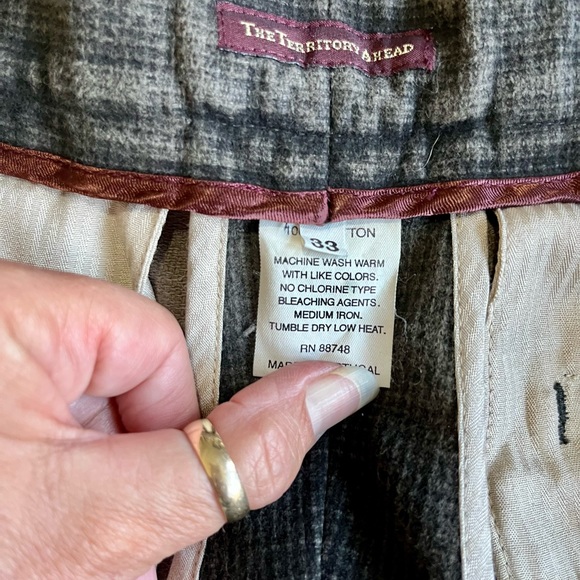 THE TERRITORY AHEAD
TON
33
MACHINE WASH WARM
WITH LIKE COLORS.
NO CHLORINE TYPE
BLEACHING AGENTS.
MEDIUM IRON.
TUMBLE DRY LOW HEAT.
RN 88748